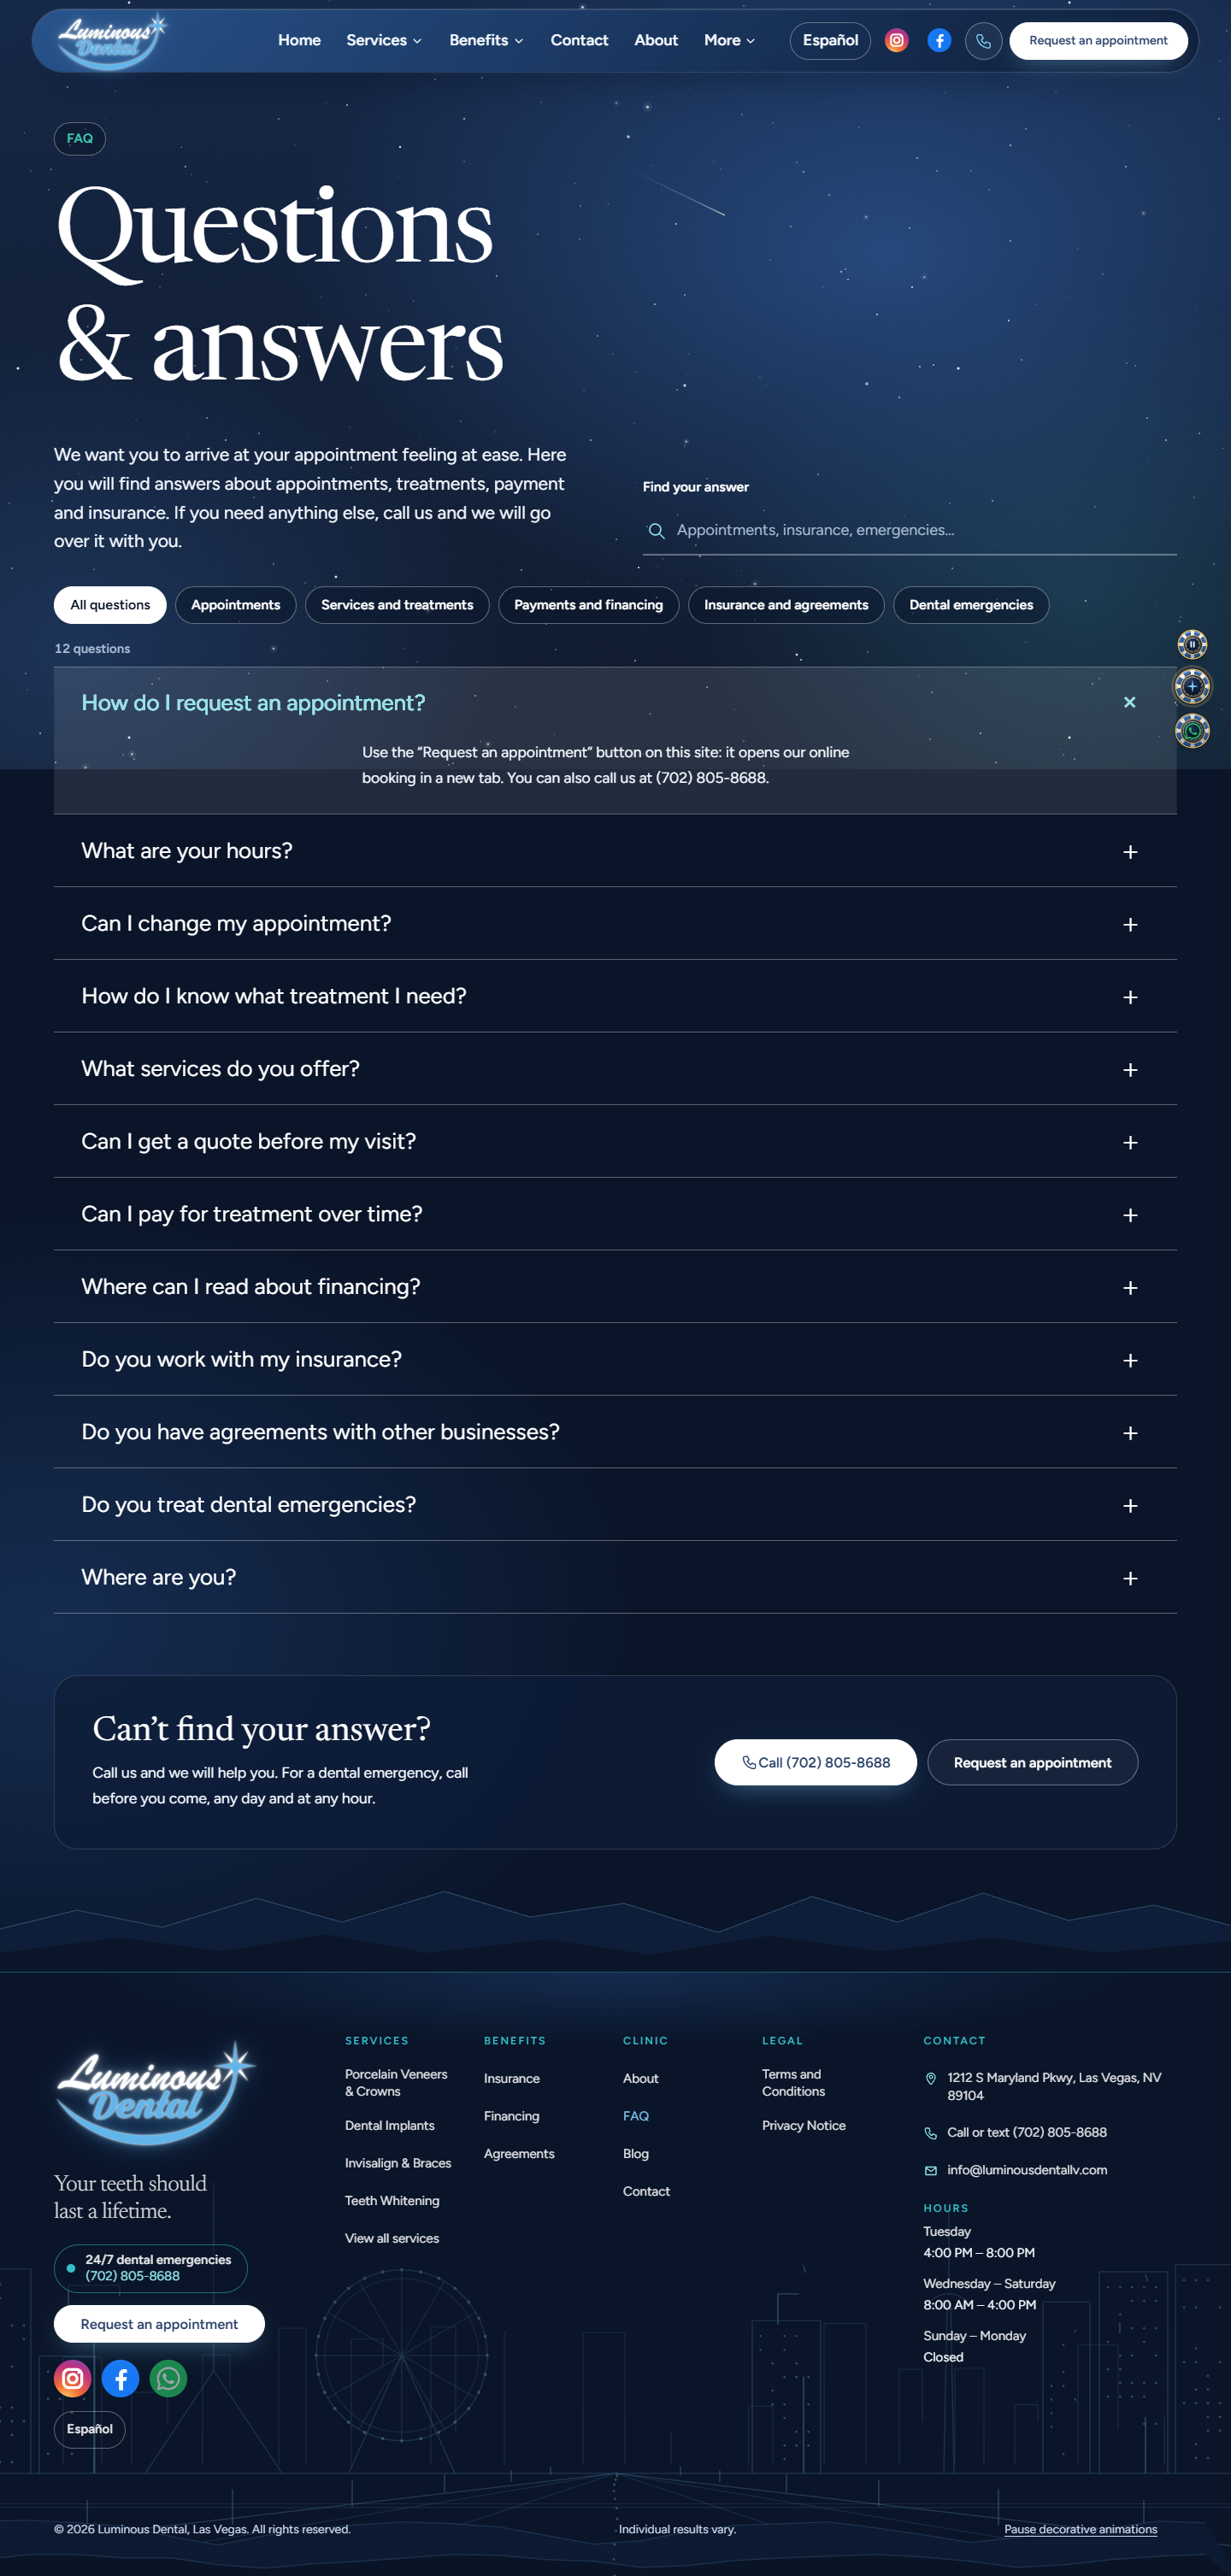 Luminous
Dental
Home
Services
Benefits
Contact
About
More
Español
Request an appointment
FAQ
Questions
& answers
We want you to arrive at your appointment feeling at ease. Here
you will find answers about appointments, treatments, payment
and insurance. If you need anything else, call us and we will go
over it with you.
Find your answer
Appointments, insurance, emergencies...
All questions
Appointments
Services and treatments
Payments and financing
Insurance and agreements
Dental emergencies
12 questions
How do I request an appointment?
Use the “Request an appointment” button on this site: it opens our online
booking in a new tab. You can also call us at (702) 805-8688.
What are your hours?
Can I change my appointment?
How do I know what treatment I need?
What services do you offer?
Can I get a quote before my visit?
Can I pay for treatment over time?
Where can I read about financing?
Do you work with my insurance?
Do you have agreements with other businesses?
Do you treat dental emergencies?
Where are you?
Can’t find your answer?
Call us and we will help you. For a dental emergency, call
before you come, any day and at any hour.
Call (702) 805-8688
Request an appointment
Luminous
Dental
Your teeth should
last a lifetime.
24/7 dental emergencies
(702) 805-8688
Request an appointment
Español
SERVICES
Porcelain Veneers
& Crowns
Dental Implants
Invisalign & Braces
Teeth Whitening
View all services
BENEFITS
Insurance
Financing
Agreements
CLINIC
About
FAQ
Blog
Contact
LEGAL
Terms and
Conditions
Privacy Notice
CONTACT
1212 S Maryland Pkwy, Las Vegas, NV
89104
Call or text (702) 805-8688
info@luminousdentallv.com
HOURS
Tuesday
4:00 PM – 8:00 PM
Wednesday – Saturday
8:00 AM – 4:00 PM
Sunday – Monday
Closed
© 2026 Luminous Dental, Las Vegas. All rights reserved.
Individual results vary.
Pause decorative animations